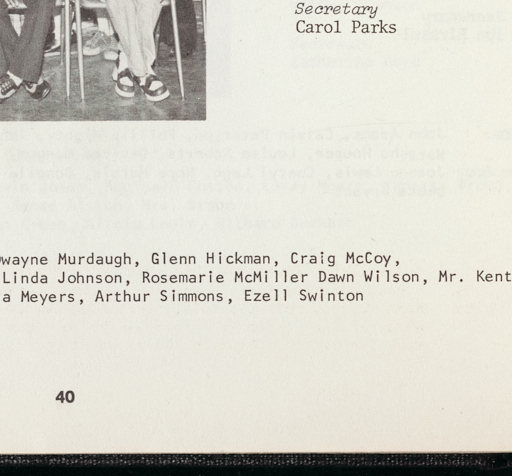 Secretary
Carol Parks
wayne Murdaugh, Glenn Hickman, Craig McCoy,
Linda Johnson, Rosemarie McMiller Dawn Wilson, Mr. Kent
a Meyers, Arthur Simmons, Ezell Swinton
40